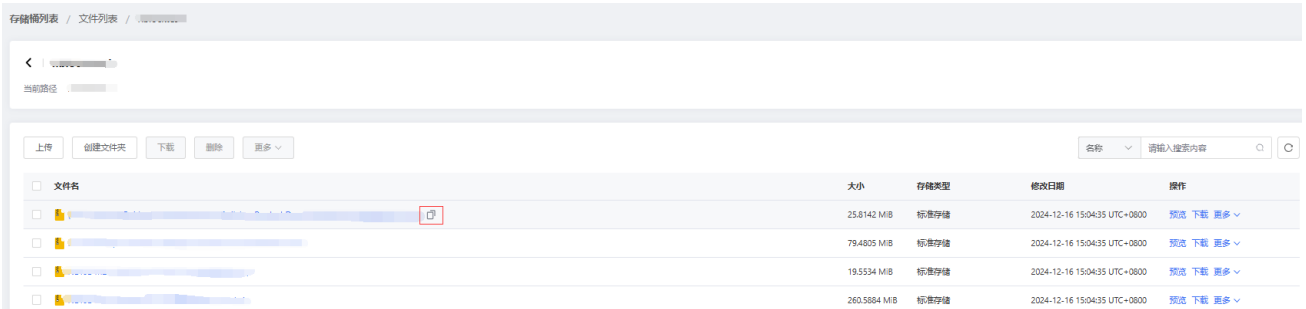 存储桶列表 / 文件列表 /
当前路径
上传 创建文件夹 下载 删除 更多 名称 请输入搜索内容
文件名 大小 存储类型 修改日期 操作
25.8142 MiB 标准存储 2024-12-16 15:04:35 UTC+0800 预览 下载 更多
79.4805 MiB 标准存储 2024-12-16 15:04:35 UTC+0800 预览 下载 更多
19.5534 MiB 标准存储 2024-12-16 15:04:35 UTC+0800 预览 下载 更多
260.5884 MiB 标准存储 2024-12-16 15:04:35 UTC+0800 预览 下载 更多